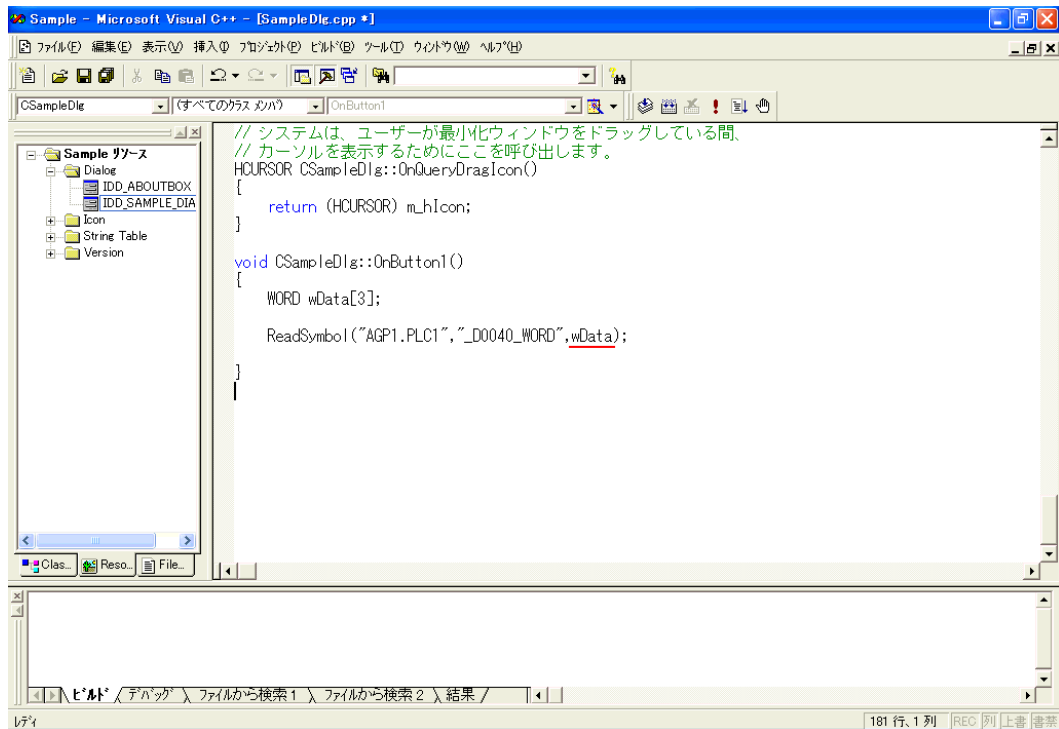 Sample - Microsoft Visual C++ - [SampleDlg.cpp *]
ファイル(F) 編集(E) 表示(V) 挿入(I) プロジェクト(P) ビルド(B) ツール(T) ウィンドウ(W) ヘルプ(H)
CSampleDlg (すべてのクラス メンバ) OnButton1
Sample リソース
Dialog
IDD_ABOUTBOX
IDD_SAMPLE_DIA
Icon
String Table
Version
Clas... Reso... File...
// システムは、ユーザーが最小化ウィンドウをドラッグしている間、
// カーソルを表示するためにここを呼び出します。
HCURSOR CSampleDlg::OnQueryDragIcon()
{
return (HCURSOR) m_hIcon;
}
void CSampleDlg::OnButton1()
{
WORD wData[3];
ReadSymbol("AGP1.PLC1","_D0040_WORD",wData);
}
ビルド デバッグ ファイルから検索 1 ファイルから検索 2 結果
レディ 181 行、1 列 REC 列 上書 書禁